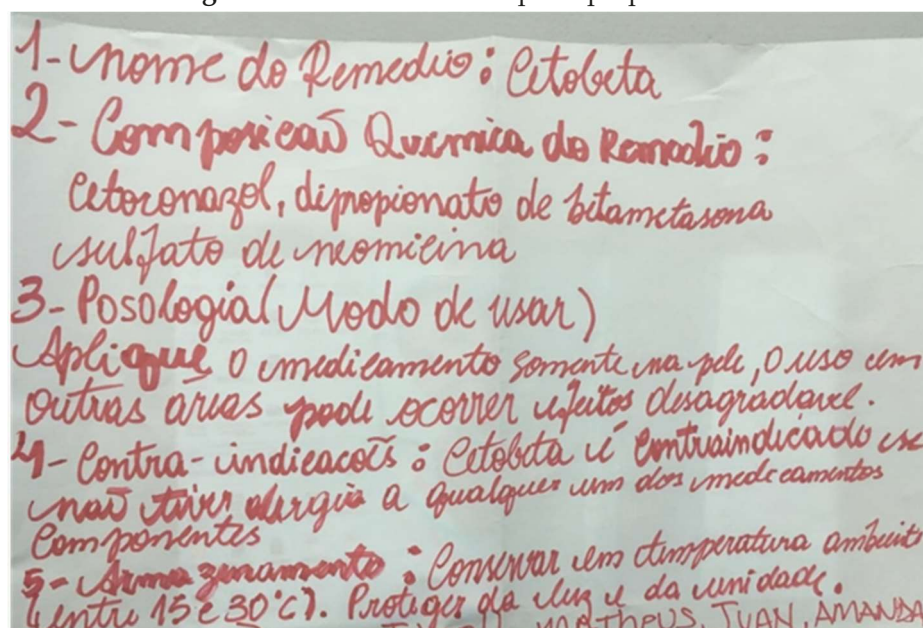 1- nome do Remedio: Cetobeta
2- Composicaõ Quimica do Remedio:
Cetoconazol, dipropionato de bitametasona
sulfato de neomicina
3- Posologia (Modo de usar)
Aplique o medicamento somente na pele, o uso em
outras areas pode ocorrer efeitos desagradavel.
4- Contra-indicacoẽs: Cetobeta é contraindicado se
naõ tiver alergia a qualquer um dos medicamentos
Componentes
5- Armazenamento: Conservar em temperatura ambiente
(entre 15 e 30°C). Proteger da luz e da umidade.
MATHEUS, JUAN, AMANDA